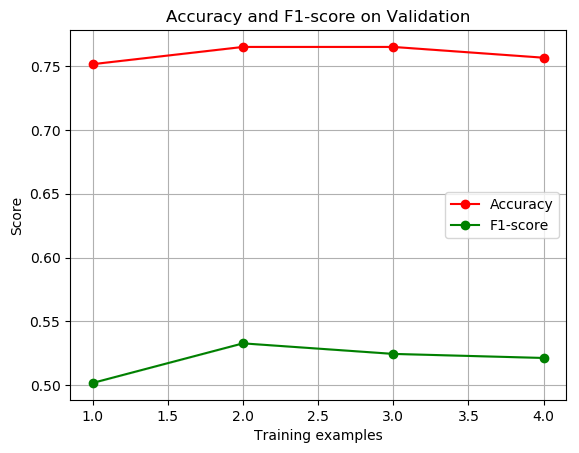 Accuracy and F1-score on Validation
Score
0.75
0.70
0.65
0.60
0.55
0.50
Accuracy
F1-score
1.0 1.5 2.0 2.5 3.0 3.5 4.0
Training examples